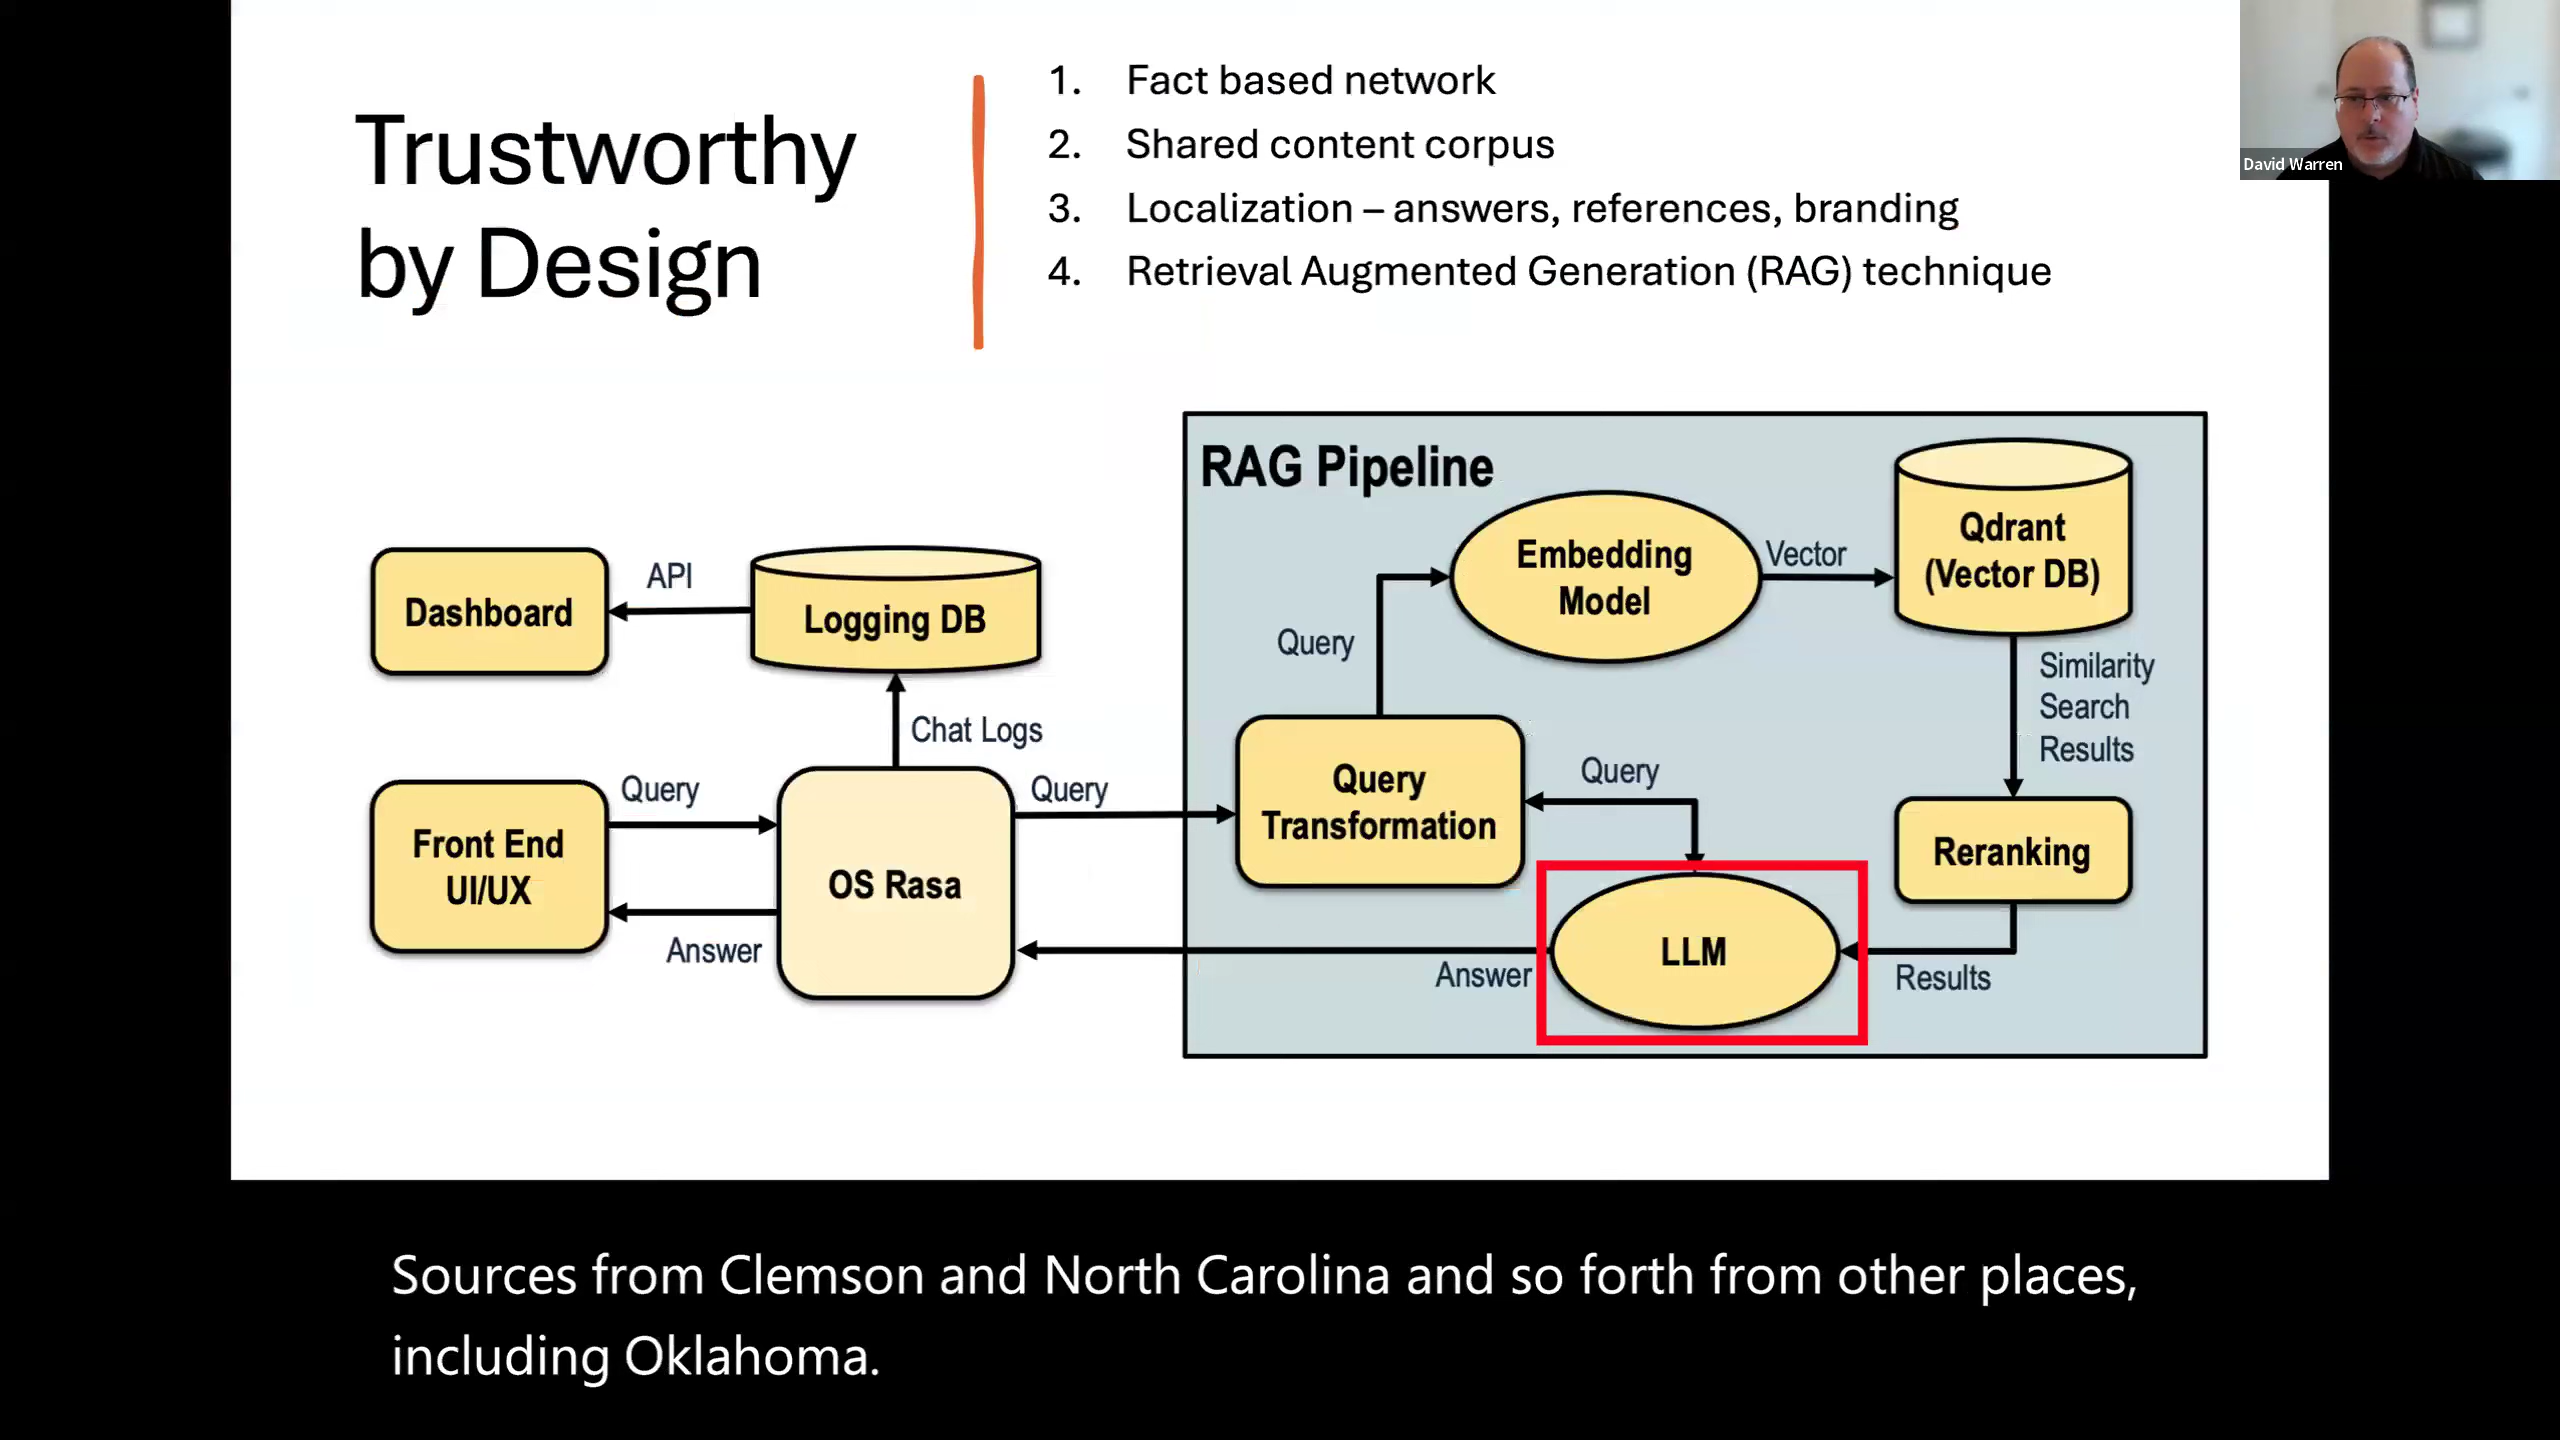 Trustworthy
by Design
1. Fact based network
2. Shared content corpus
3. Localization – answers, references, branding
4. Retrieval Augmented Generation (RAG) technique
David Warren
RAG Pipeline
Embedding
Model
Vector
Qdrant
(Vector DB)
Dashboard
API
Logging DB
Query
Similarity
Search
Results
Chat Logs
Front End
UI/UX
Query
Answer
OS Rasa
Query
Query
Transformation
Query
Reranking
LLM
Answer
Results
Sources from Clemson and North Carolina and so forth from other places,
including Oklahoma.